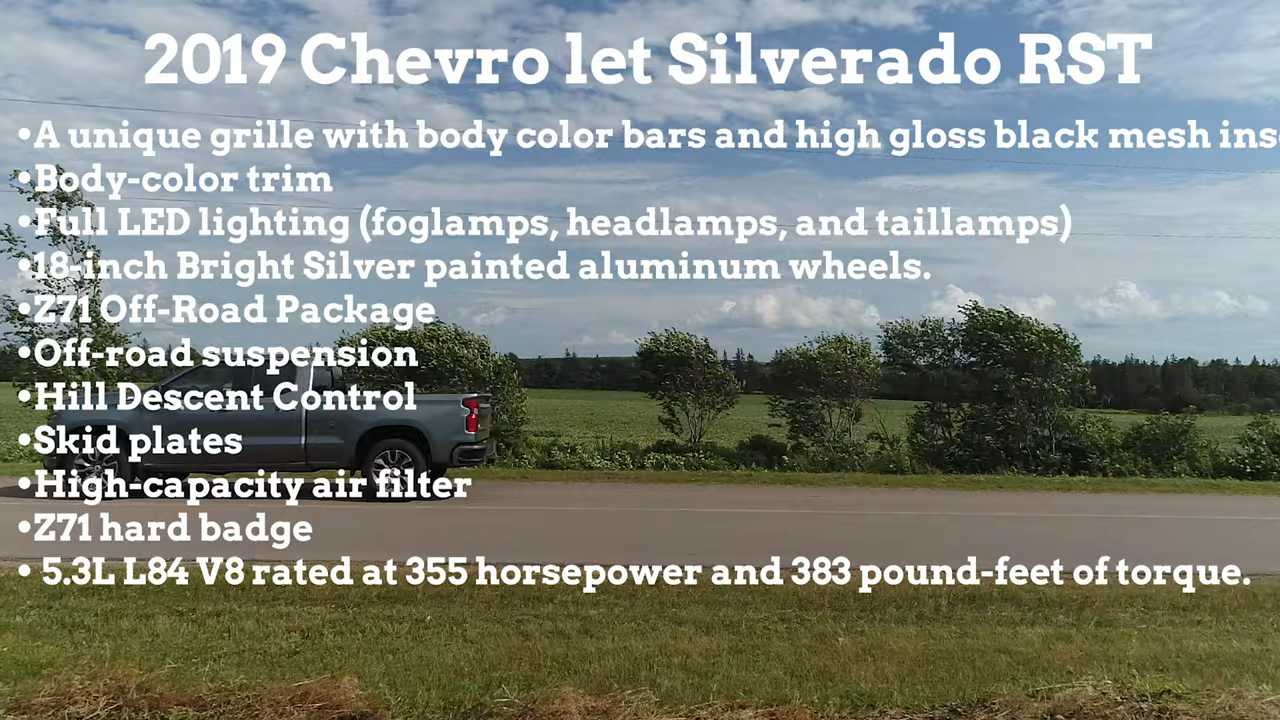 2019 Chevro let Silverado RST
•A unique grille with body color bars and high gloss black mesh
•Body-color trim
•Full LED lighting (foglamps, headlamps, and taillamps)
•18-inch Bright Silver painted aluminum wheels.
•Z71 Off-Road Package
•Off-road suspension
•Hill Descent Control
•Skid plates
•High-capacity air filter
•Z71 hard badge
• 5.3L L84 V8 rated at 355 horsepower and 383 pound-feet of torque.